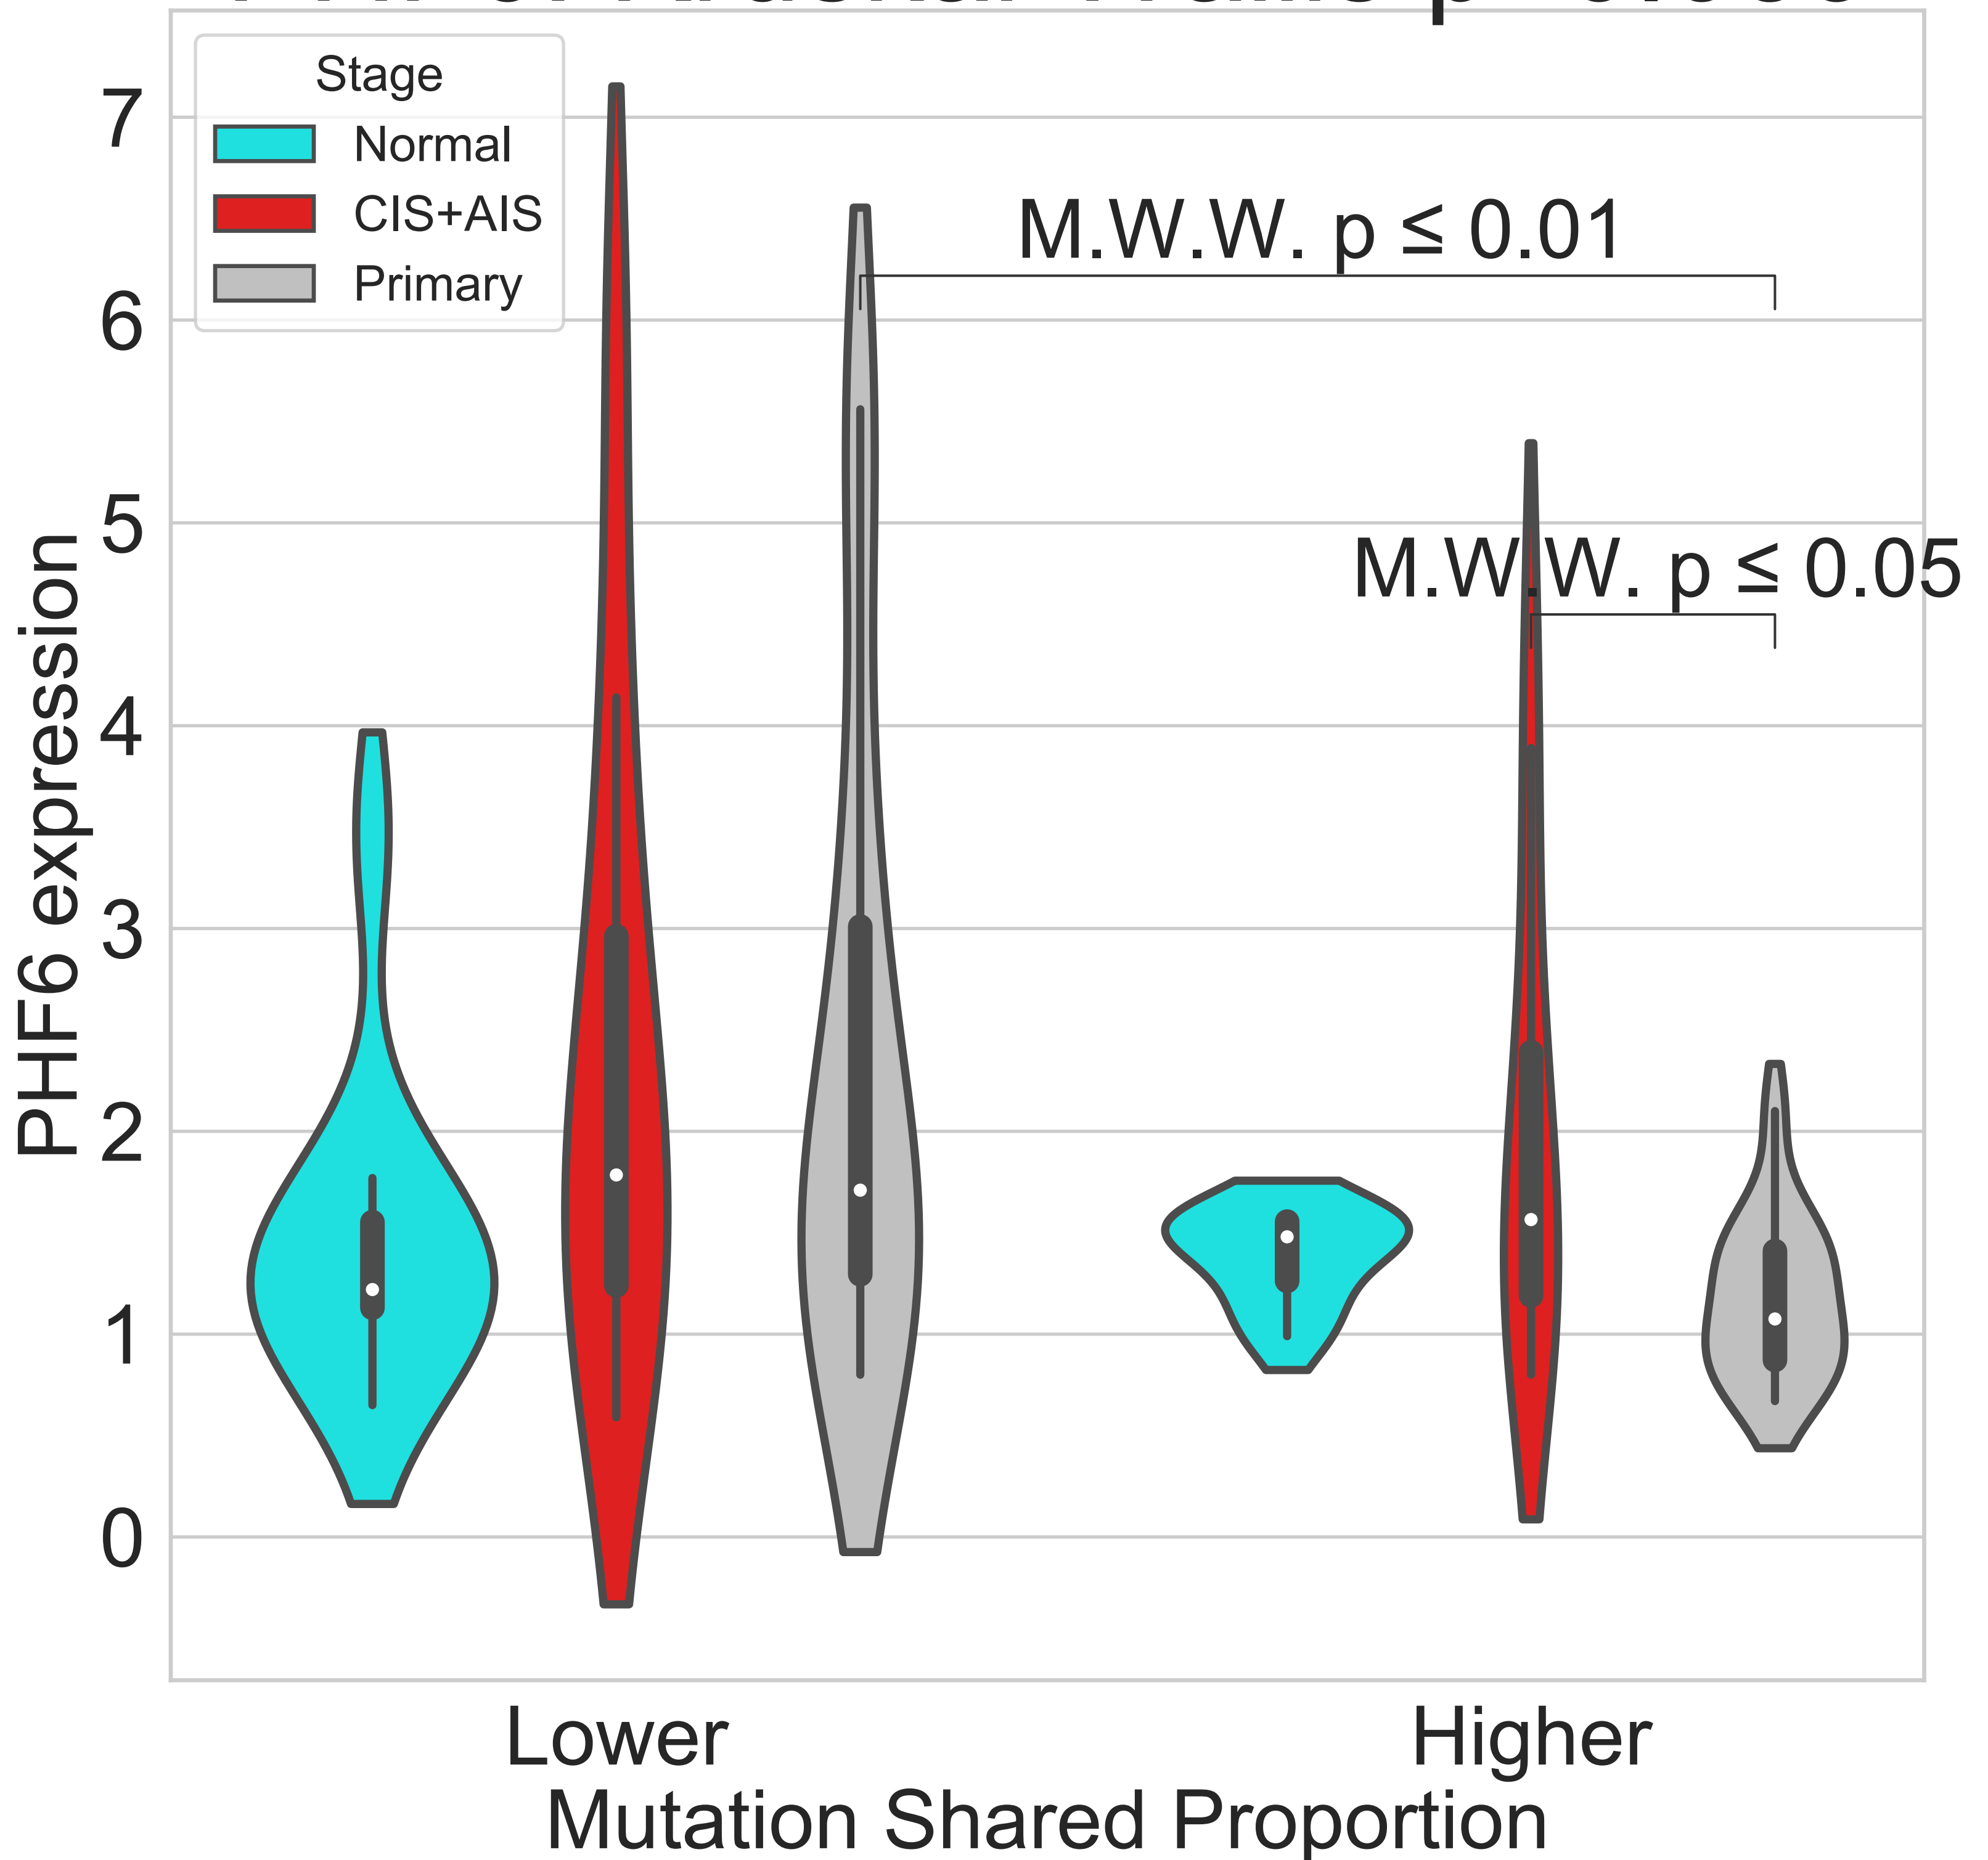 Stage
Normal
CIS+AIS
Primary
M.W.W. p ≤ 0.01
M.W.W. p ≤ 0.05
7
6
5
4
3
2
1
0
PHF6 expression
Lower
Higher
Mutation Shared Proportion